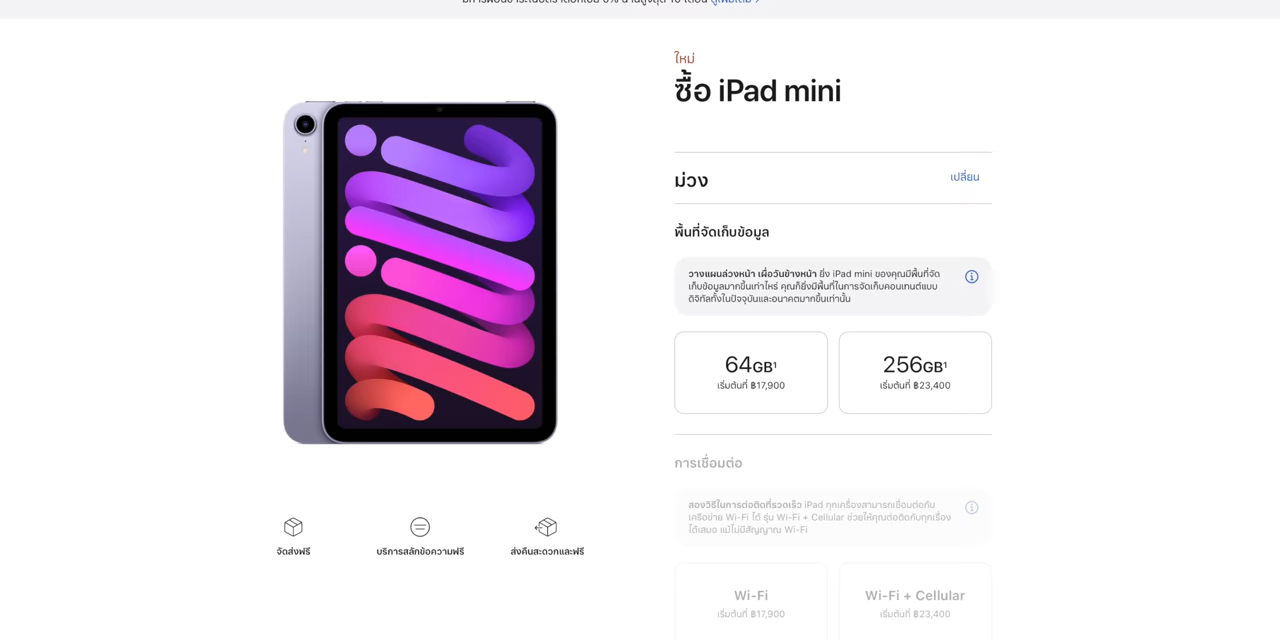 ดูเพิ่มเติม >
ใหม่
ซื้อ iPad mini
ม่วง
เปลี่ยน
พื้นที่จัดเก็บข้อมูล
วางแผนล่วงหน้า เผื่อวันข้างหน้า ยิ่ง iPad mini ของคุณมีพื้นที่จัด
เก็บข้อมูลมากขึ้นเท่าไหร่ คุณก็ยิ่งมีพื้นที่ในการจัดเก็บคอนเทนต์แบบ
ดิจิทัลทั้งในปัจจุบันและอนาคตมากขึ้นเท่านั้น
64GB¹
เริ่มต้นที่ ฿17,900
256GB¹
เริ่มต้นที่ ฿23,400
การเชื่อมต่อ
สองวิธีในการต่อติดที่รวดเร็ว iPad ทุกเครื่องสามารถเชื่อมต่อกับ
เครือข่าย Wi-Fi ได้ รุ่น Wi-Fi + Cellular ช่วยให้คุณต่อติดกับทุกเรื่อง
ได้เสมอ แม้ไม่มีสัญญาณ Wi-Fi
Wi-Fi
เริ่มต้นที่ ฿17,900
Wi-Fi + Cellular
เริ่มต้นที่ ฿23,400
จัดส่งฟรี
บริการสลักข้อความฟรี
ส่งคืนสะดวกและฟรี